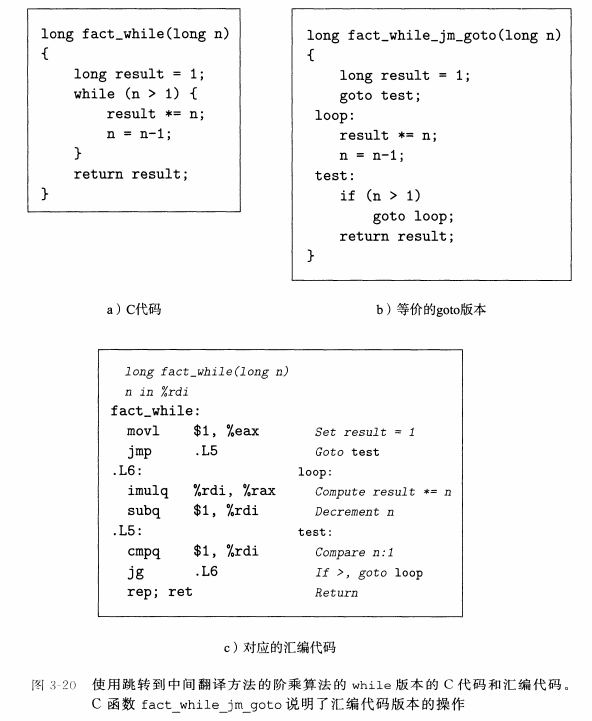 long fact_while(long n)
{
    long result = 1;
    while (n > 1) {
        result *= n;
        n = n-1;
    }
    return result;
}
a）C代码
long fact_while_jm_goto(long n)
{
    long result = 1;
    goto test;
 loop:
    result *= n;
    n = n-1;
 test:
    if (n > 1)
        goto loop;
    return result;
}
b）等价的goto版本
long fact_while(long n)
n in %rdi
fact_while:
  movl    $1, %eax    Set result = 1
  jmp     .L5    Goto test
.L6:    loop:
  imulq   %rdi, %rax    Compute result *= n
  subq    $1, %rdi    Decrement n
.L5:    test:
  cmpq    $1, %rdi    Compare n:1
  jg      .L6    If >, goto loop
  rep; ret    Return
c）对应的汇编代码
图 3-20 使用跳转到中间翻译方法的阶乘算法的 while 版本的 C 代码和汇编代码。
C 函数 fact_while_jm_goto 说明了汇编代码版本的操作